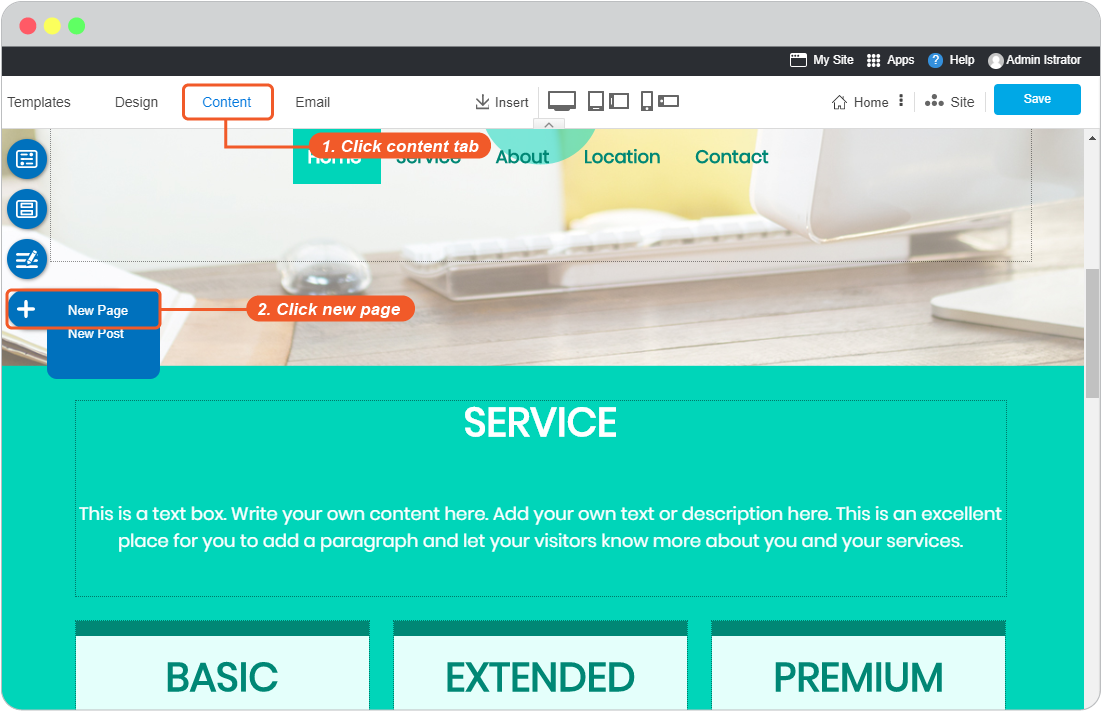 My Site Apps ? Help Admin Istrator
Templates Design Content Email Insert Home Site Save
1. Click content tab
Home Service About Location Contact
New Page
2. Click new page
New Post
SERVICE
This is a text box. Write your own content here. Add your own text or description here. This is an excellent
place for you to add a paragraph and let your visitors know more about you and your services.
BASIC EXTENDED PREMIUM